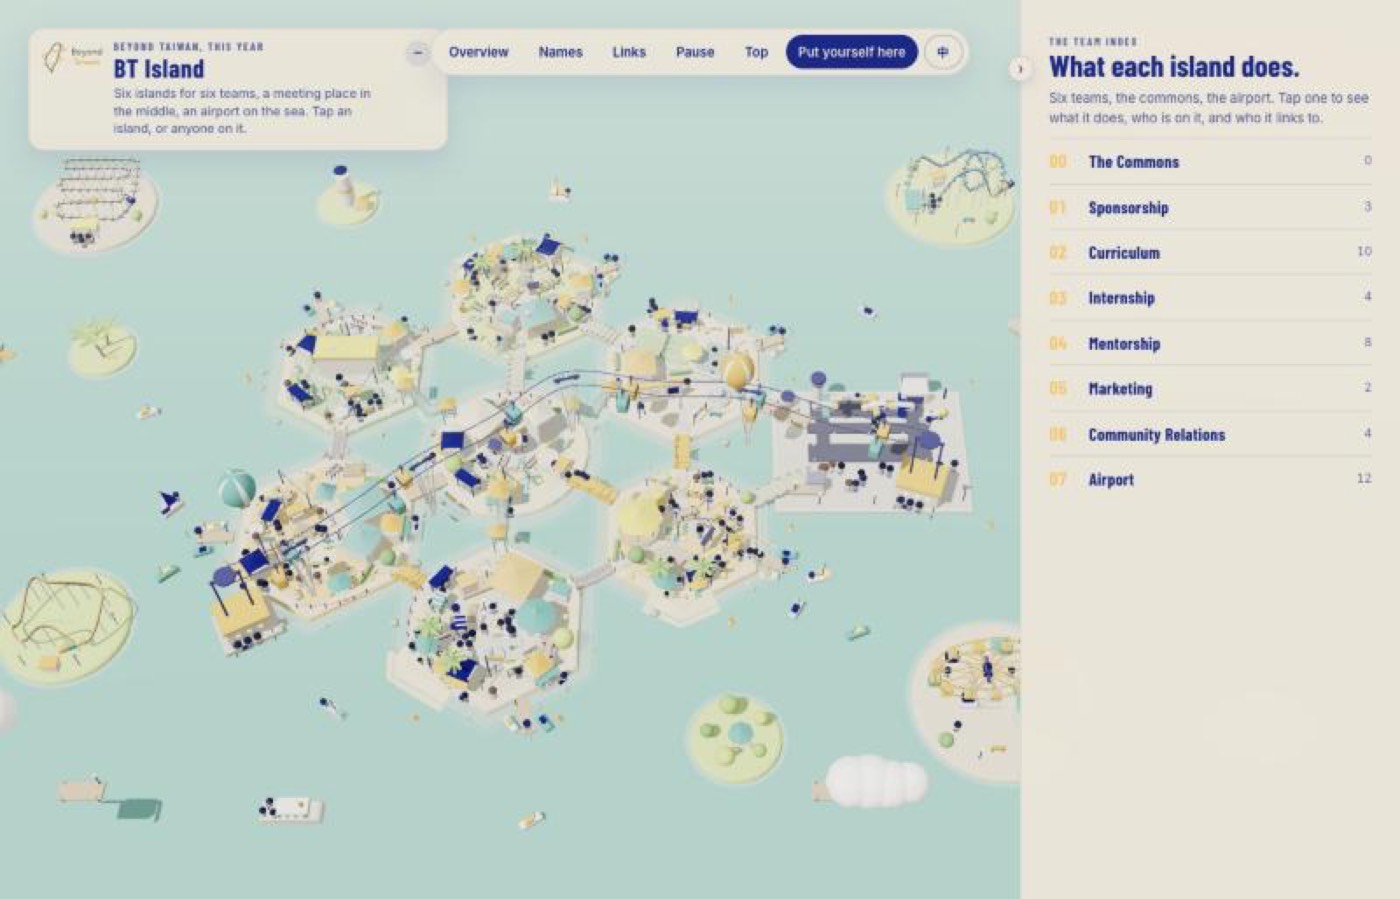 Beyond
Taiwan
BEYOND TAIWAN, THIS YEAR
BT Island
Six islands for six teams, a meeting place in
the middle, an airport on the sea. Tap an
island, or anyone on it.
Overview
Names
Links
Pause
Top
Put yourself here
中
THE TEAM INDEX
What each island does.
Six teams, the commons, the airport. Tap one to see
what it does, who is on it, and who it links to.
00 The Commons 0
01 Sponsorship 3
02 Curriculum 10
03 Internship 4
04 Mentorship 8
05 Marketing 2
06 Community Relations 4
07 Airport 12